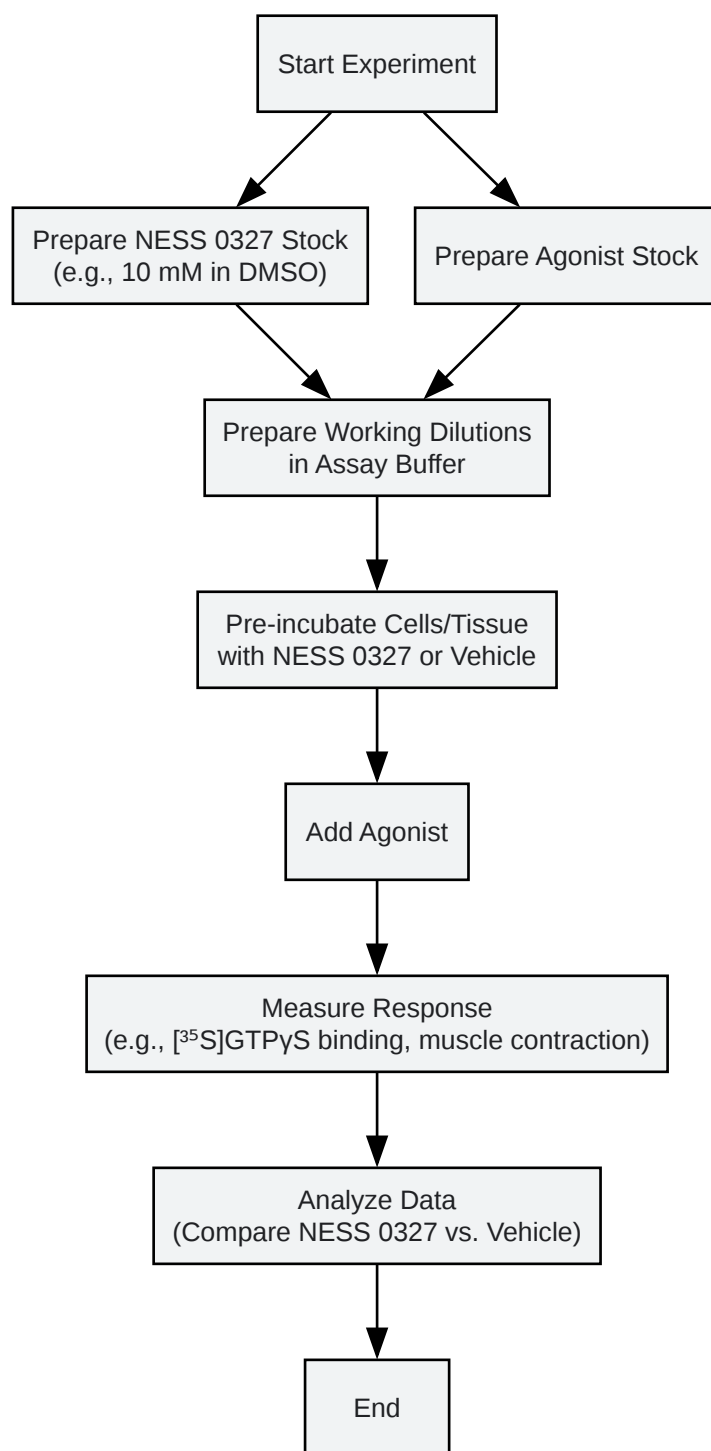 Start Experiment
Prepare NESS 0327 Stock
(e.g., 10 mM in DMSO)
Prepare Agonist Stock
Prepare Working Dilutions
in Assay Buffer
Pre-incubate Cells/Tissue
with NESS 0327 or Vehicle
Add Agonist
Measure Response
(e.g., [³⁵S]GTPγS binding, muscle contraction)
Analyze Data
(Compare NESS 0327 vs. Vehicle)
End